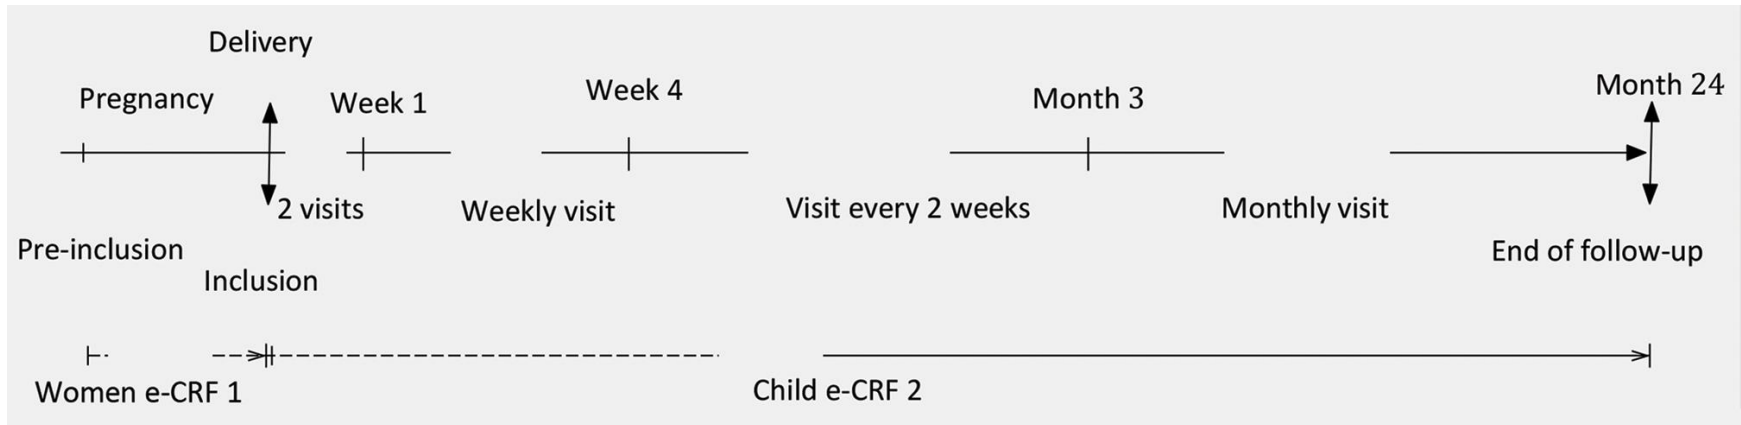 Delivery
Pregnancy
Week 1
Week 4
Month 3
Month 24
2 visits
Weekly visit
Visit every 2 weeks
Monthly visit
Pre-inclusion
Inclusion
End of follow-up
Women e-CRF 1
Child e-CRF 2